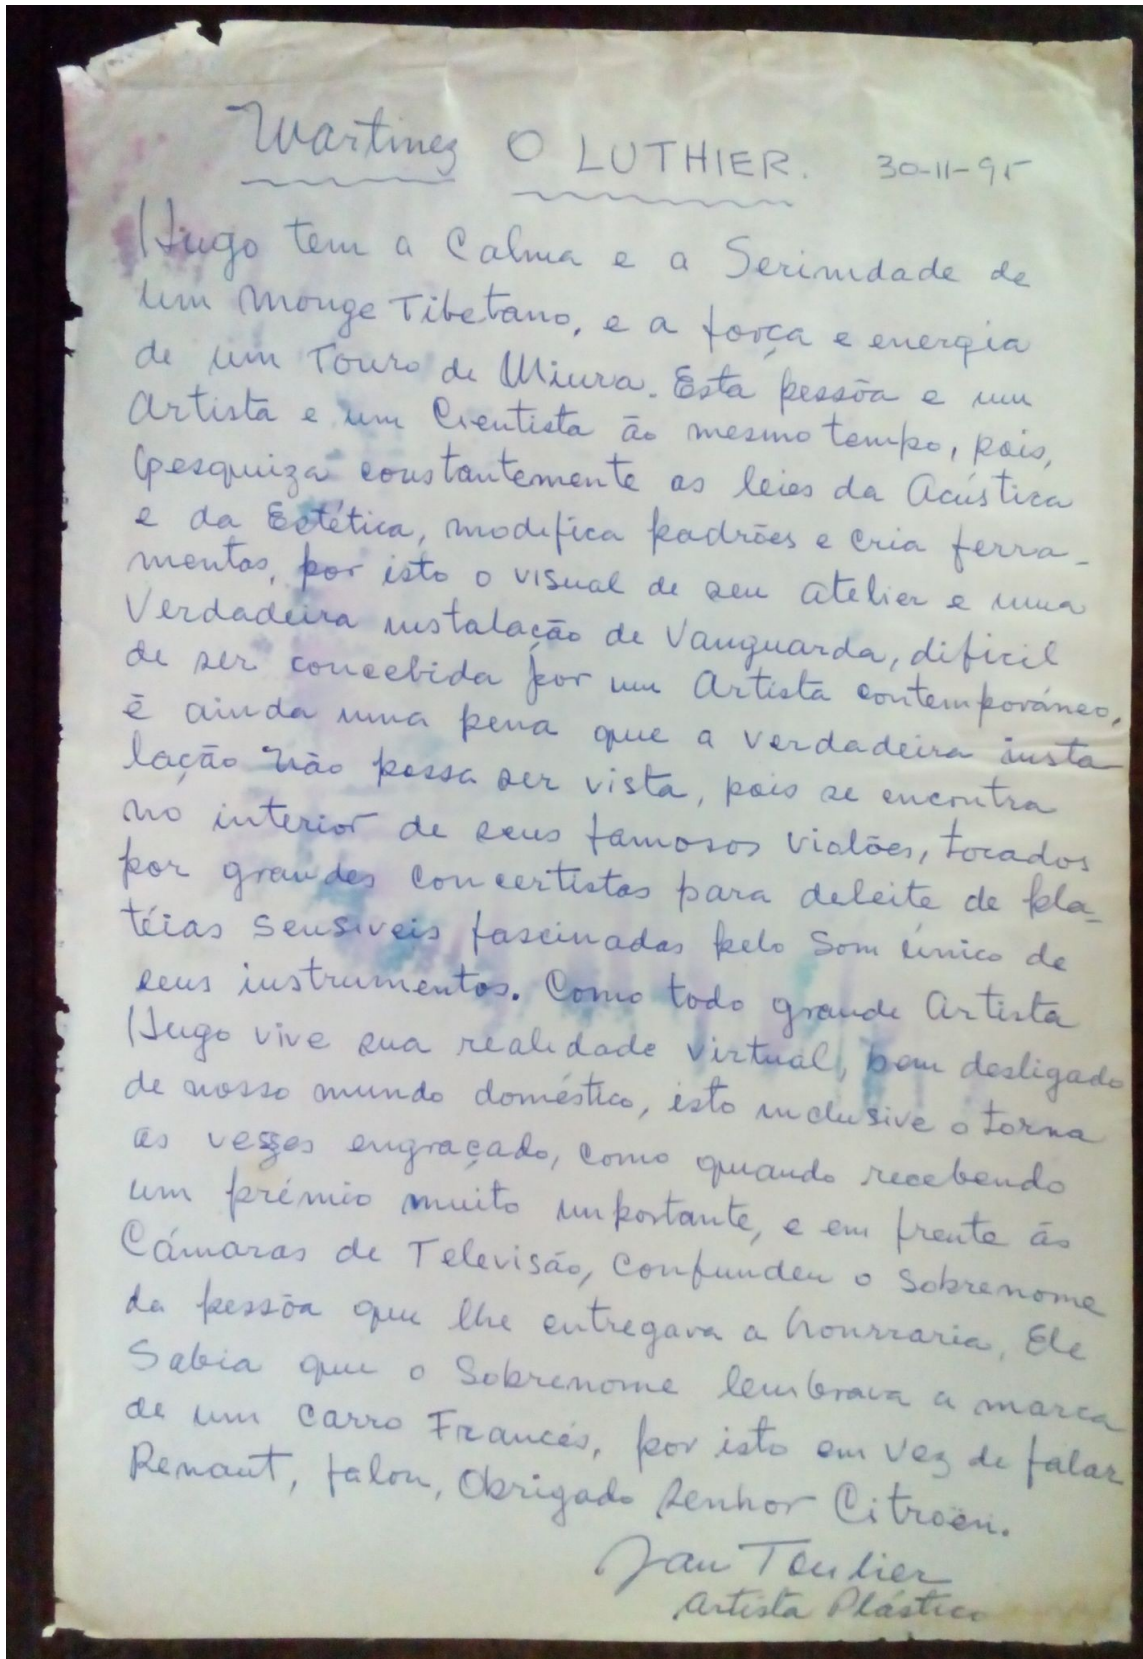 Martinez O LUTHIER. 30-11-95
Hugo tem a Calma e a Serinidade de
um monge Tibetano, e a força e energia
de um Touro de Miura. Esta pessôa e um
Artista e um Cientista ão mesmo tempo, pois,
pesquiza constantemente as leies da Acústica
e da Estética, modifica padrões e cria ferra-
mentas, por isto o visual de seu atelier e uma
Verdadeira instalação de Vanguarda, dificil
de ser concebida por um Artista contemporáneo,
é ainda uma pena que a verdadeira insta
lação não possa ser vista, pois se encontra
no interior de seus famosos violões, tocados
por grandes concertistas para deleite de pla-
téias sensiveis fascinadas pelo Som único de
seus instrumentos. Como todo grande Artista
Hugo vive sua realidade virtual, bem desligado
de nosso mundo doméstico, isto inclusive o torna
as vezes engraçado, como quando recebendo
um prémio muito importante, e em frente ás
Cámaras de Televisão, confundeu o sobrenome
da pessôa que lhe entregava a honrraria, Ele
Sabia que o Sobrenome lembrava a marca
de um carro Francés, por isto em vez de falar
Renaut, falou, Obrigado senhor Citroën.
Jan Teulier
Artista Plástico